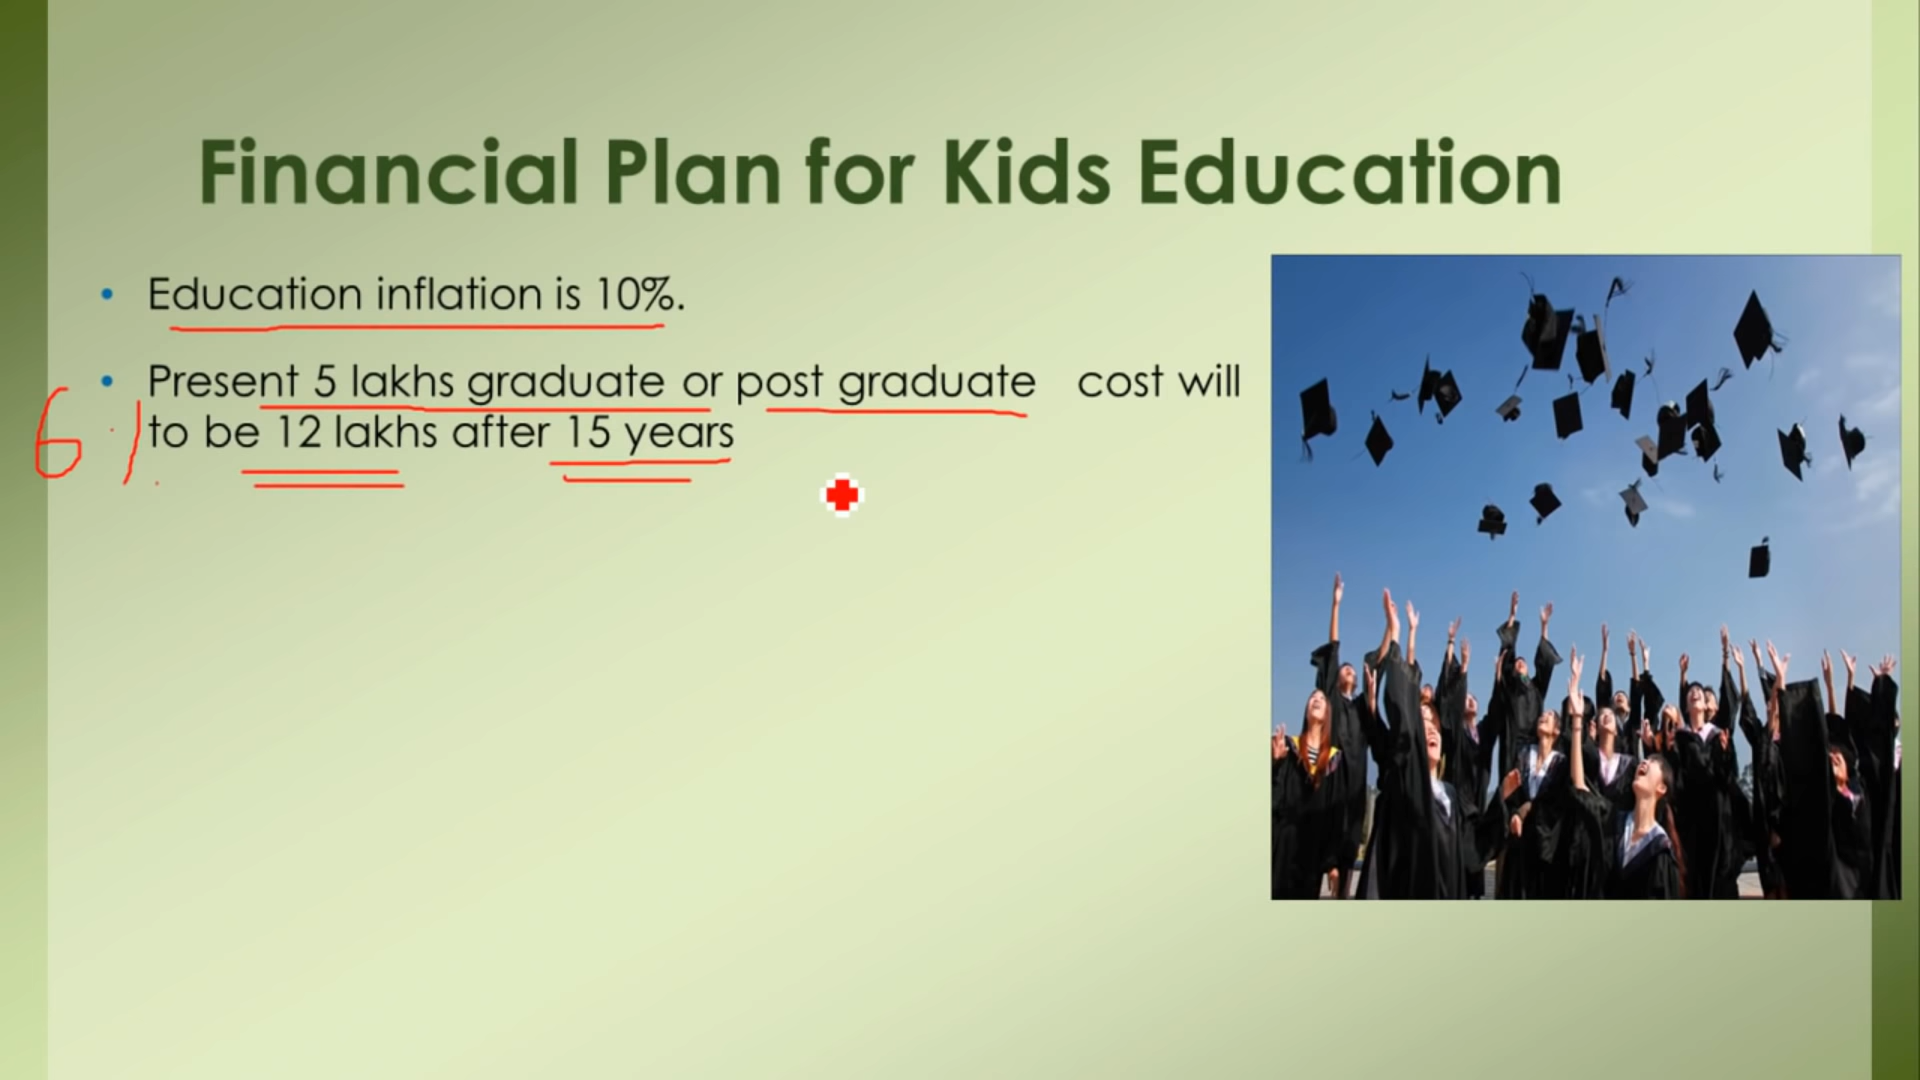 Financial Plan for Kids Education
• Education inflation is 10%.
• Present 5 lakhs graduate or post graduate cost will
to be 12 lakhs after 15 years
6%